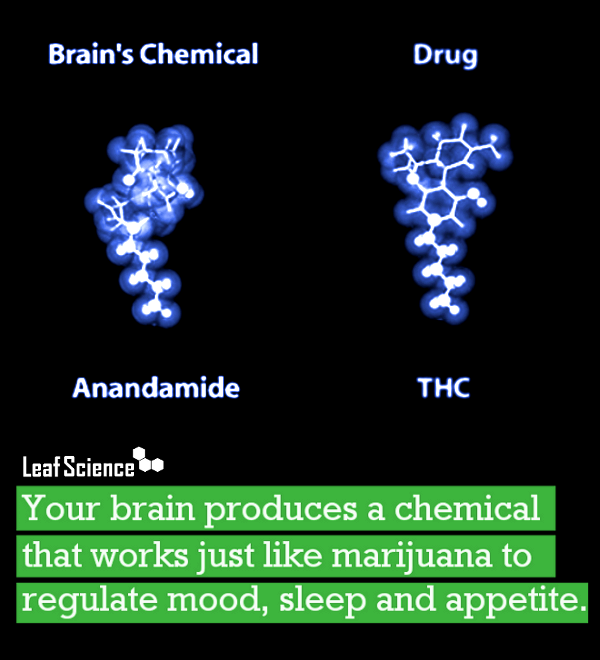 Brain's Chemical
Drug
Anandamide
THC
Leaf Science
Your brain produces a chemical
that works just like marijuana to
regulate mood, sleep and appetite.